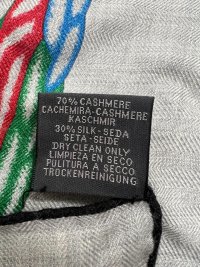 70% CASHMERE
CACHEMIRA-CASHMERE
KASCHMIR
30% SILK-SEDA
SETA-SEIDE
DRY CLEAN ONLY
LIMPIEZA EN SECO
PULITURA A SECCO
TROCKENREINIGUNG